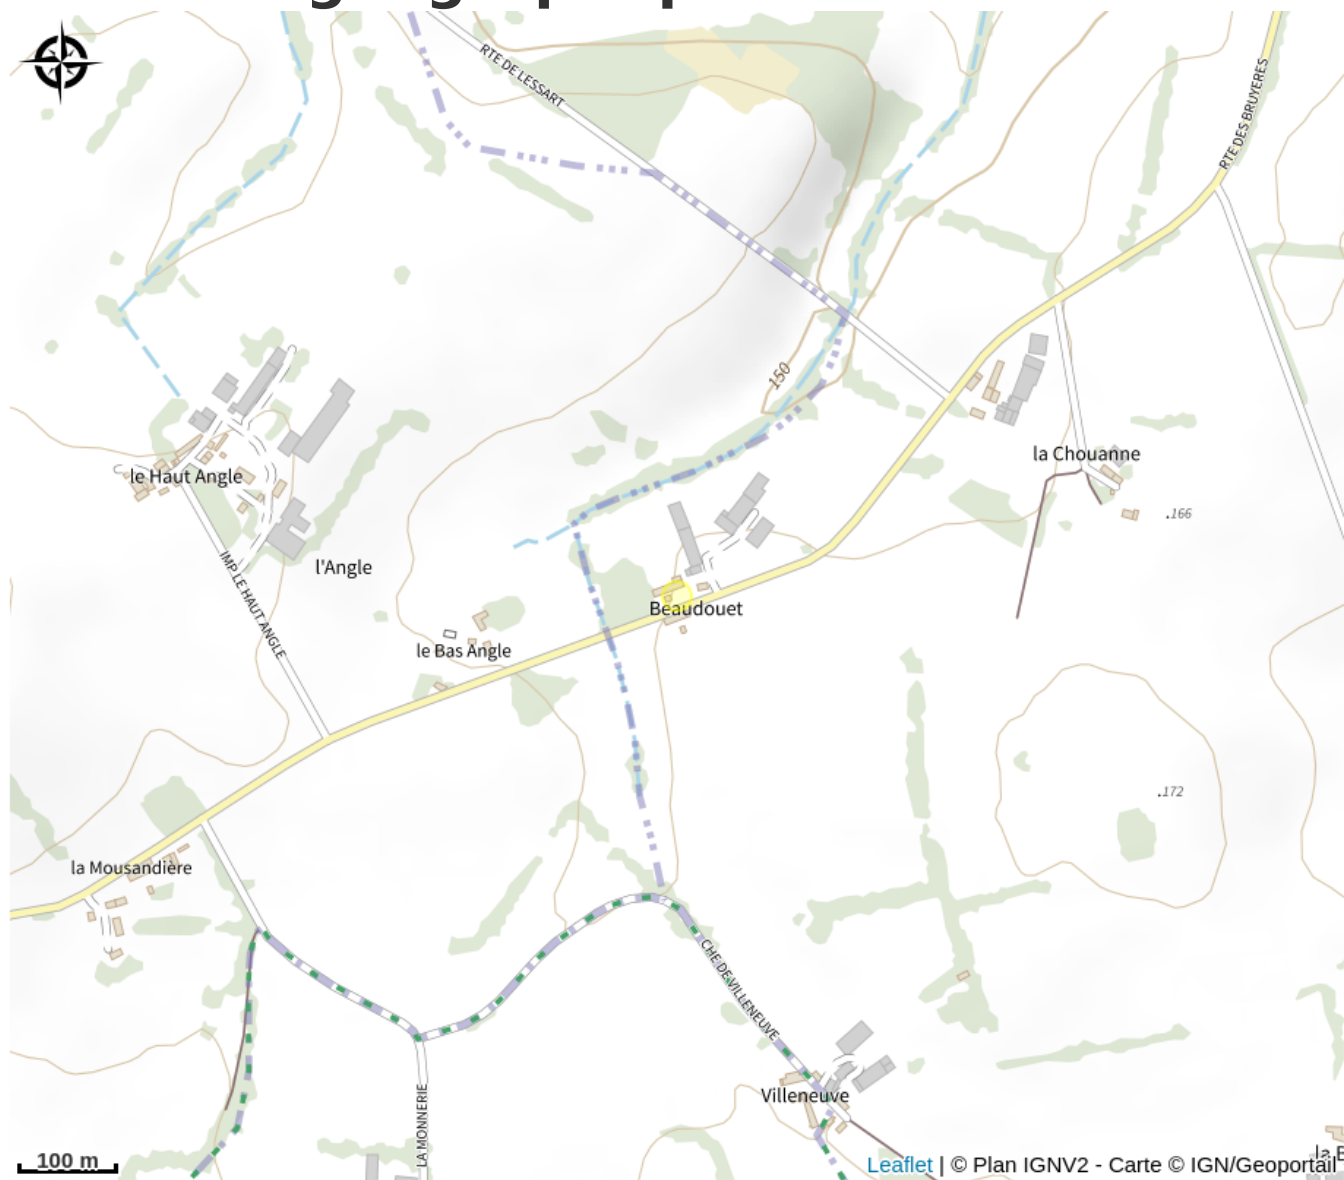 RTE DE LESSART
RTE DES BRUYERES
150
la Chouanne
le Haut Angle
.166
IMP LE HAUT ANGLE
l'Angle
Beaudouet
le Bas Angle
.172
la Mousandière
CHE DE VILLENEUVE
Villeneuve
LA MONNERIE
100 m
Leaflet | © Plan IGNV2 - Carte © IGN/Geoportail